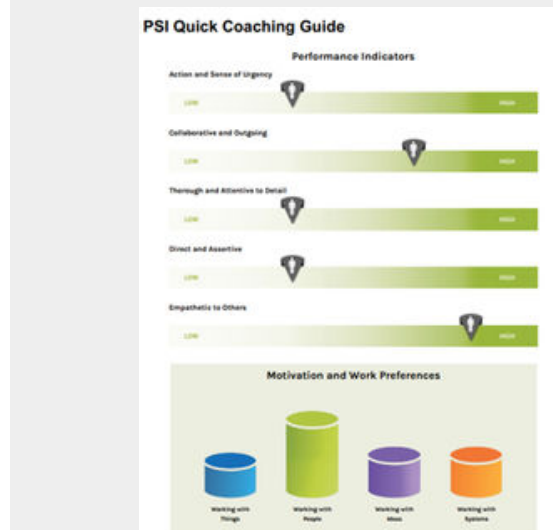 PSI Quick Coaching Guide
Performance Indicators
Action and Sense of Urgency
LOW HIGH
Collaborative and Outgoing
LOW HIGH
Thorough and Attentive to Detail
LOW HIGH
Direct and Assertive
LOW HIGH
Empathetic to Others
LOW HIGH
Motivation and Work Preferences
Working with Working with Working with Working with
Things People Ideas Systems